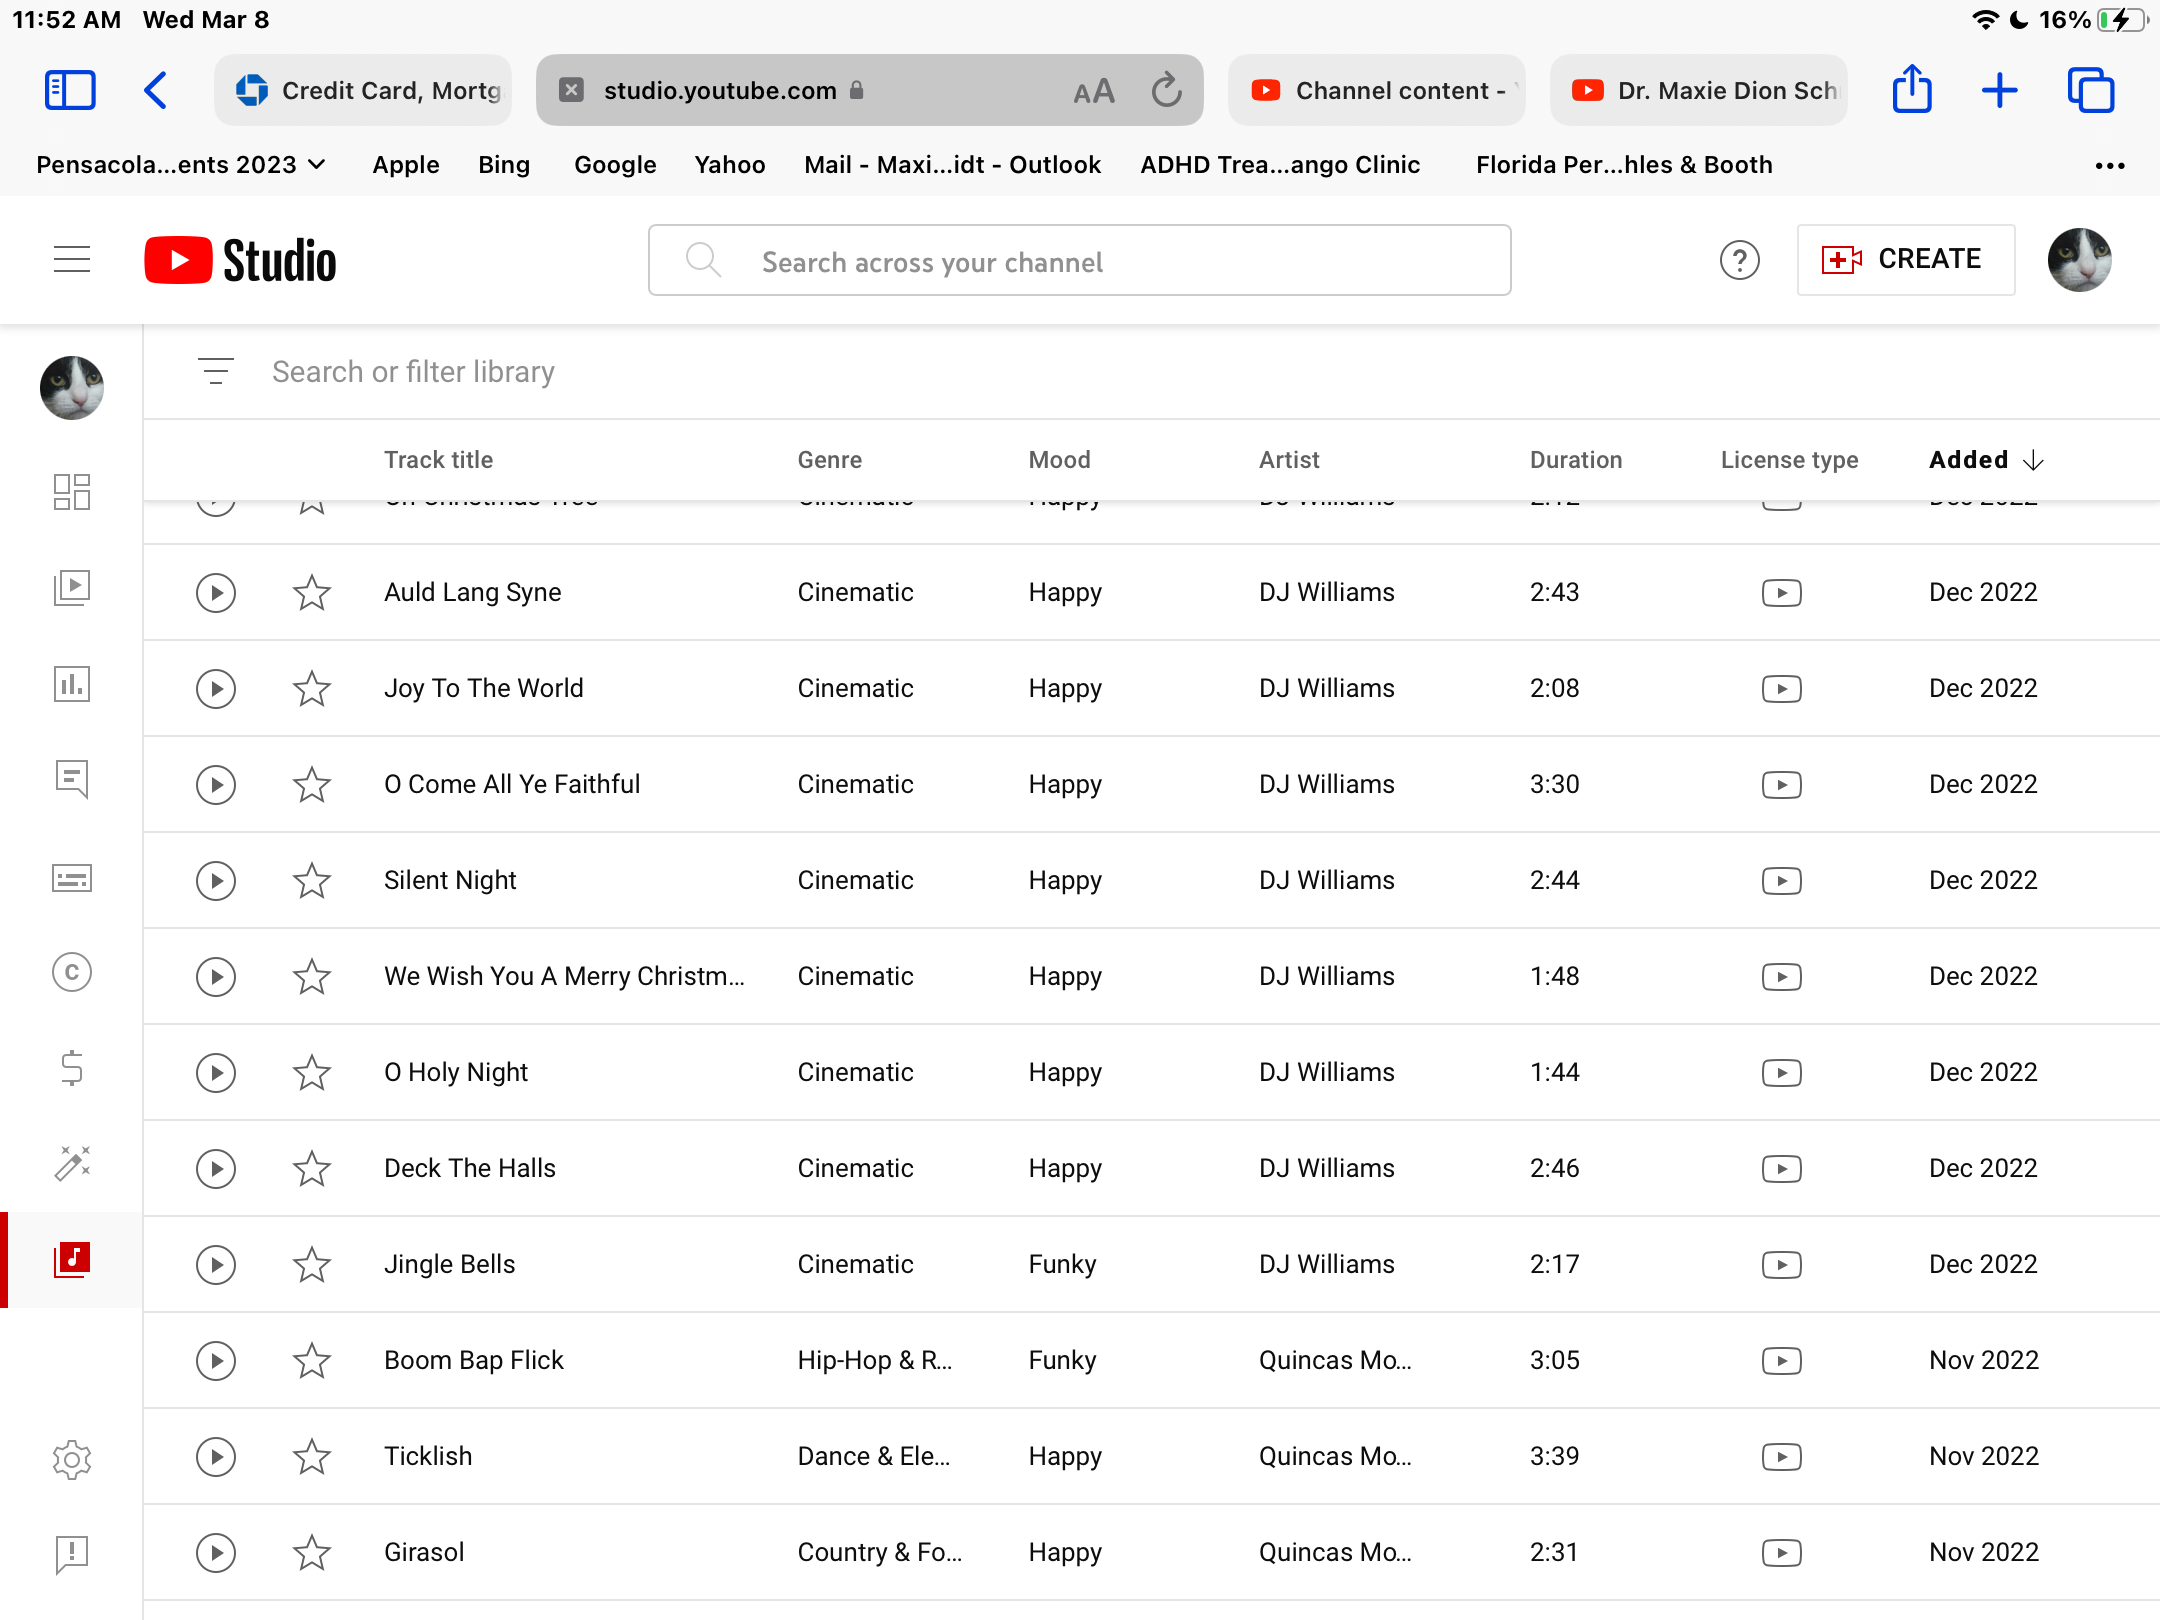 11:52 AM Wed Mar 8 16%
Credit Card, Mortg studio.youtube.com AA Channel content - Dr. Maxie Dion Sch
Pensacola...ents 2023 Apple Bing Google Yahoo Mail - Maxi...idt - Outlook ADHD Trea...ango Clinic Florida Per...hles & Booth
Studio Search across your channel ? CREATE
Search or filter library
Track title Genre Mood Artist Duration License type Added
Auld Lang Syne Cinematic Happy DJ Williams 2:43 Dec 2022
Joy To The World Cinematic Happy DJ Williams 2:08 Dec 2022
O Come All Ye Faithful Cinematic Happy DJ Williams 3:30 Dec 2022
Silent Night Cinematic Happy DJ Williams 2:44 Dec 2022
We Wish You A Merry Christm... Cinematic Happy DJ Williams 1:48 Dec 2022
O Holy Night Cinematic Happy DJ Williams 1:44 Dec 2022
Deck The Halls Cinematic Happy DJ Williams 2:46 Dec 2022
Jingle Bells Cinematic Funky DJ Williams 2:17 Dec 2022
Boom Bap Flick Hip-Hop & R... Funky Quincas Mo... 3:05 Nov 2022
Ticklish Dance & Ele... Happy Quincas Mo... 3:39 Nov 2022
Girasol Country & Fo... Happy Quincas Mo... 2:31 Nov 2022